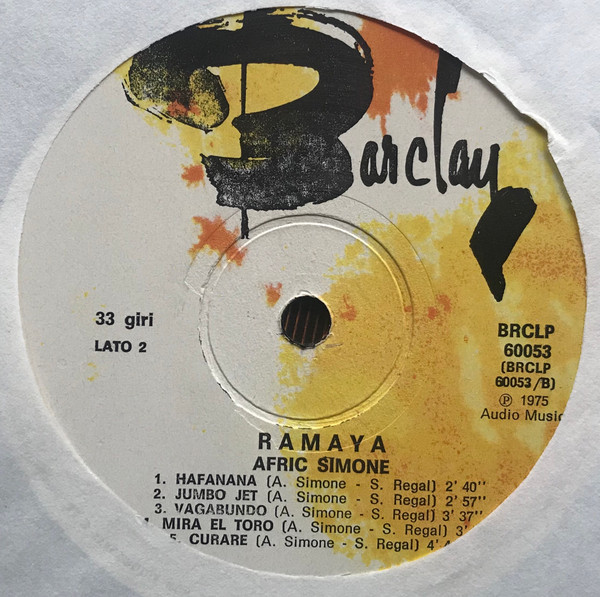 Barclay
33 giri
LATO 2
BRCLP
60053
(BRCLP
60053/B)
℗ 1975
Audio Music
RAMAYA
AFRIC SIMONE
1. HAFANANA (A. Simone - S. Regal) 2' 40"
2. JUMBO JET (A. Simone - S. Regal) 2' 57"
3. VAGABUNDO (A. Simone - S. Regal) 3' 37"
MIRA EL TORO (A. Simone - S. Regal) 3'
5. CURARE (A. Simone - S. Regal) 4'